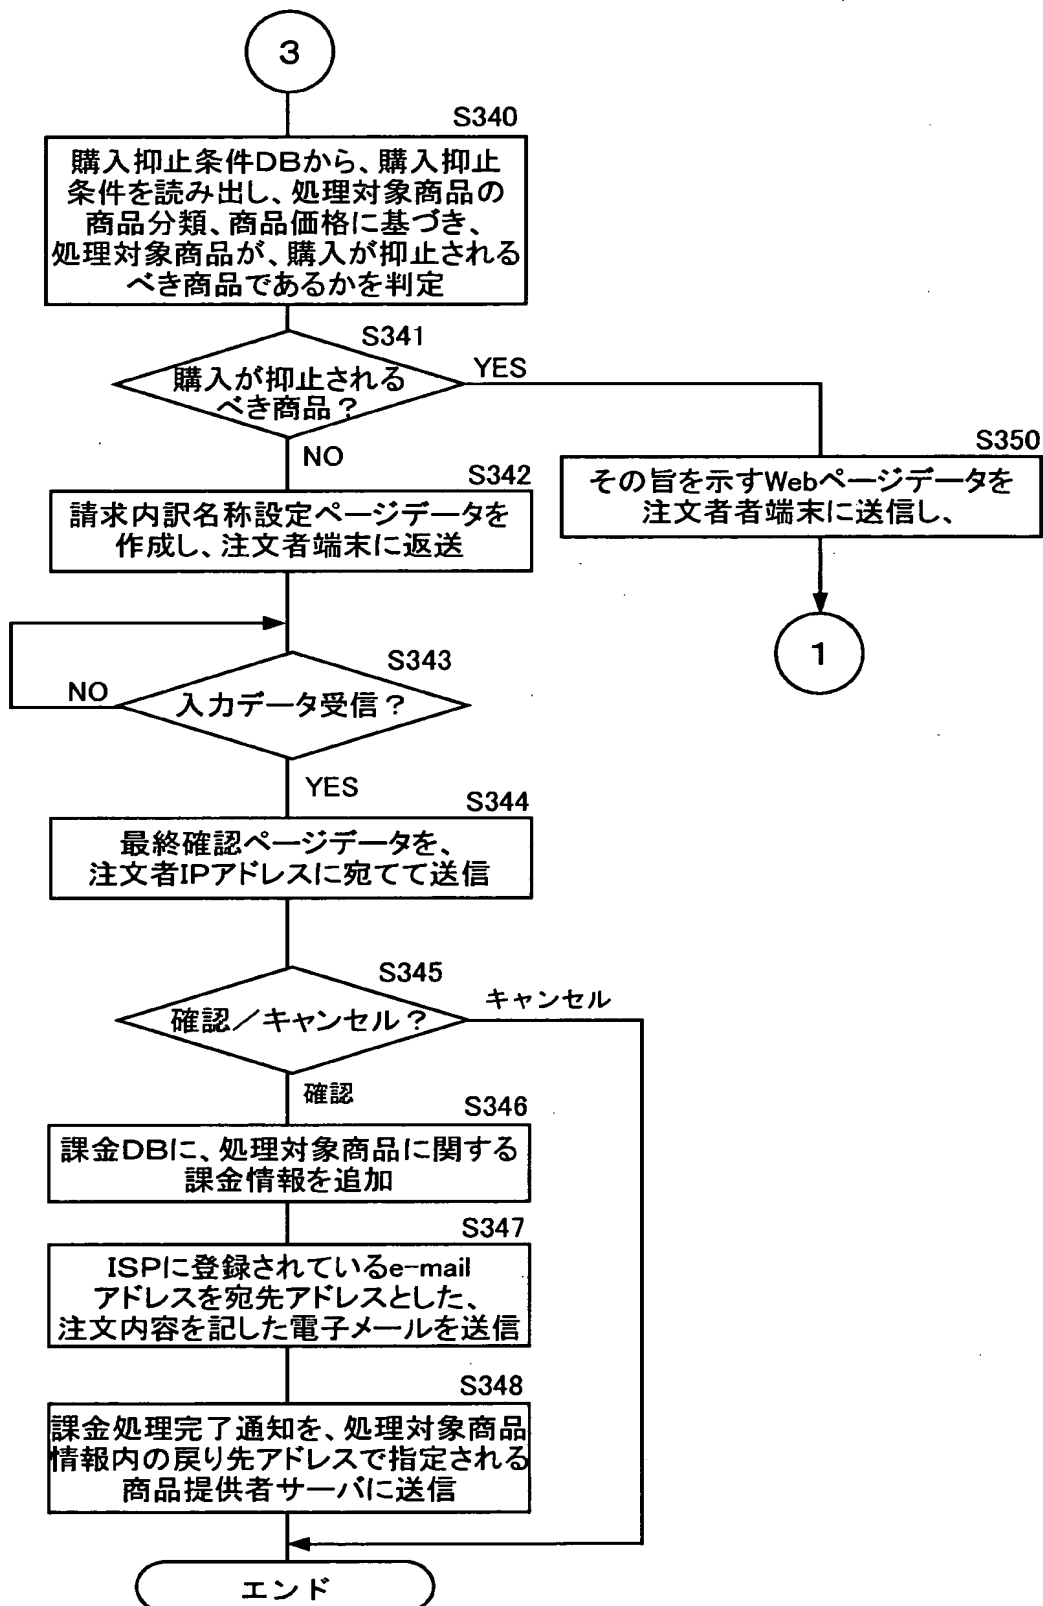 3
S340
購入抑止条件DBから、購入抑止
条件を読み出し、処理対象商品の
商品分類、商品価格に基づき、
処理対象商品が、購入が抑止される
べき商品であるかを判定
S341
購入が抑止される
べき商品？
YES
NO
S350
その旨を示すWebページデータを
注文者者端末に送信し、
1
S342
請求内訳名称設定ページデータを
作成し、注文者端末に返送
S343
入力データ受信？
NO
YES
S344
最終確認ページデータを、
注文者IPアドレスに宛てて送信
S345
確認／キャンセル？
キャンセル
確認
S346
課金DBに、処理対象商品に関する
課金情報を追加
S347
ISPに登録されているe-mail
アドレスを宛先アドレスとした、
注文内容を記した電子メールを送信
S348
課金処理完了通知を、処理対象商品
情報内の戻り先アドレスで指定される
商品提供者サーバに送信
エンド